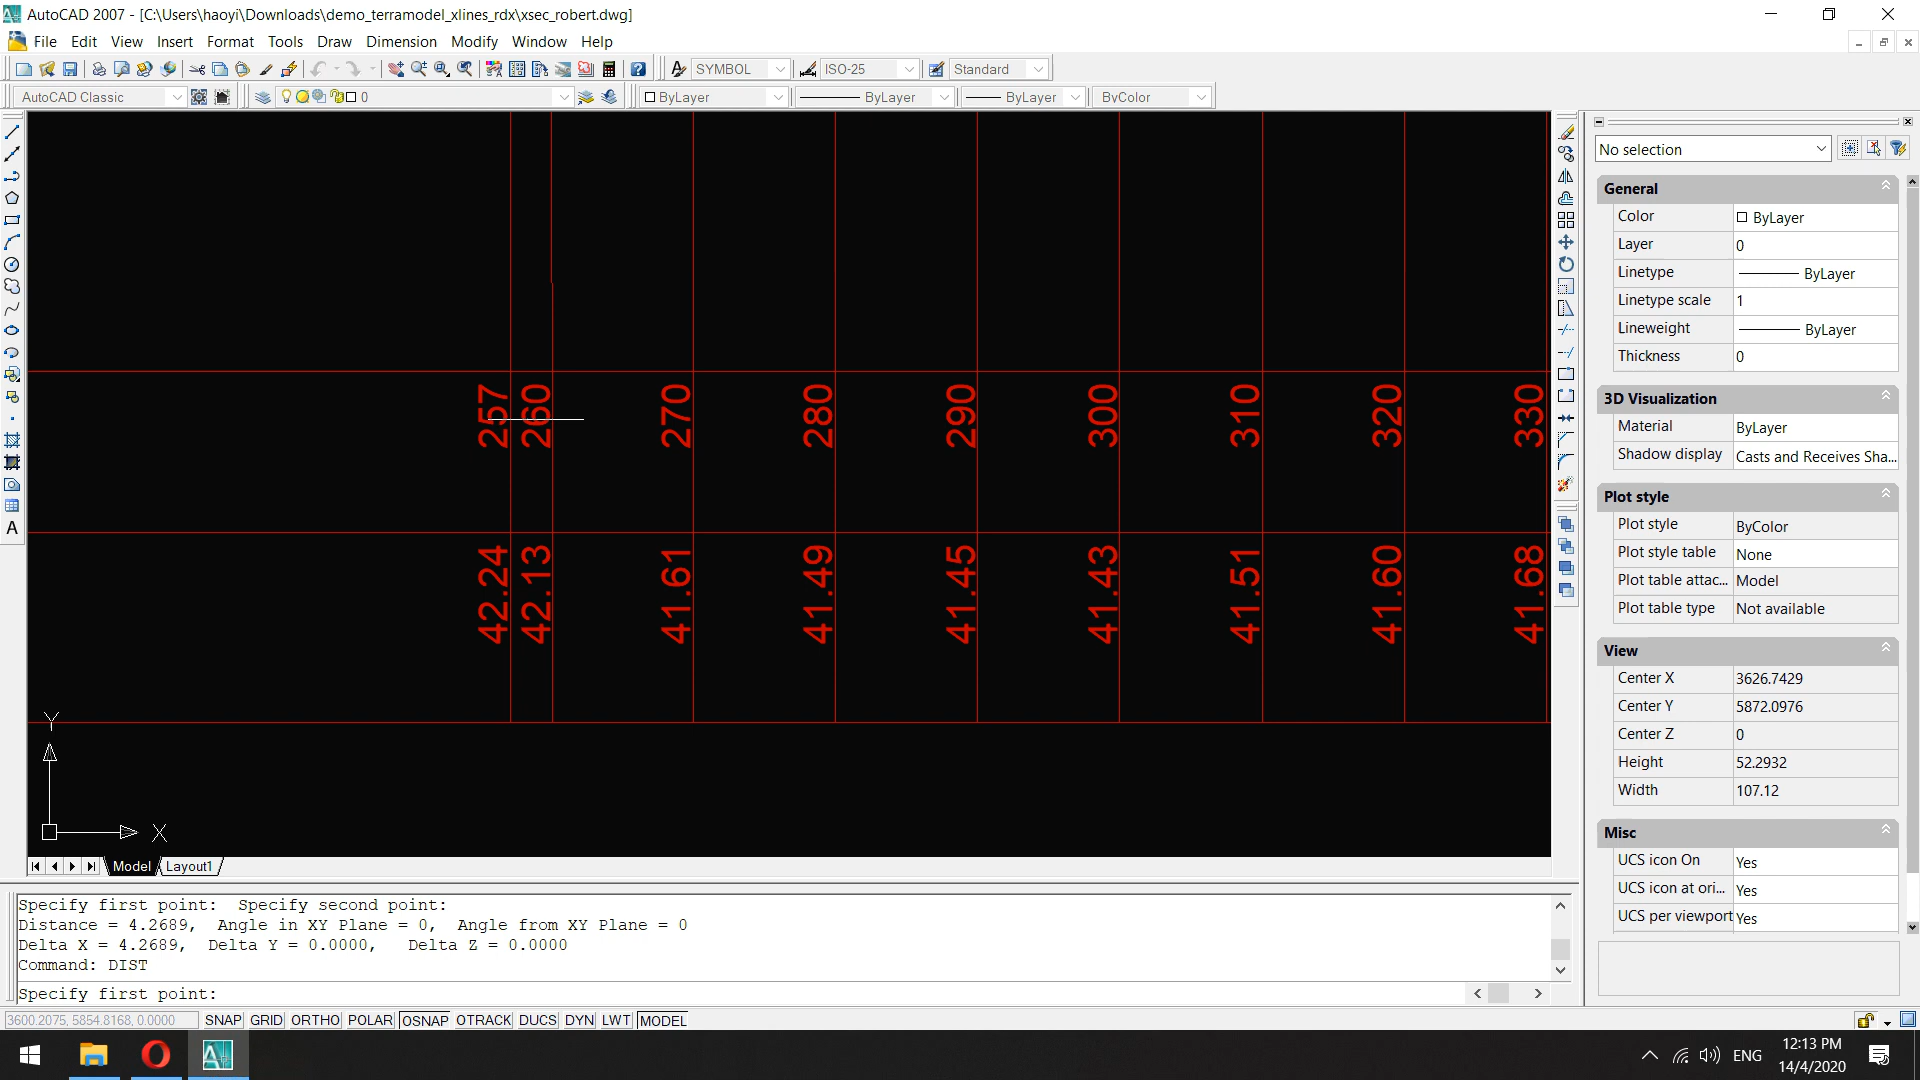 AutoCAD 2007 - [C:\Users\haoyi\Downloads\demo_terramodel_xlines_rdx\xsec_robert.dwg]
File Edit View Insert Format Tools Draw Dimension Modify Window Help
SYMBOL ISO-25 Standard
AutoCAD Classic 0 ByLayer ByLayer ByLayer ByColor
257 260 270 280 290 300 310 320 330
42.24 42.13 41.61 41.49 41.45 41.43 41.51 41.60 41.68
Y
X
Model Layout1
Specify first point:  Specify second point:
Distance = 4.2689,  Angle in XY Plane = 0,  Angle from XY Plane = 0
Delta X = 4.2689,  Delta Y = 0.0000,   Delta Z = 0.0000
Command: DIST
Specify first point:
3600.2075, 5854.8168, 0.0000 SNAP GRID ORTHO POLAR OSNAP OTRACK DUCS DYN LWT MODEL
No selection
General
Color ByLayer
Layer 0
Linetype ByLayer
Linetype scale 1
Lineweight ByLayer
Thickness 0
3D Visualization
Material ByLayer
Shadow display Casts and Receives Sha...
Plot style
Plot style ByColor
Plot style table None
Plot table attac... Model
Plot table type Not available
View
Center X 3626.7429
Center Y 5872.0976
Center Z 0
Height 52.2932
Width 107.12
Misc
UCS icon On Yes
UCS icon at ori... Yes
UCS per viewport Yes
A
ENG
12:13 PM
14/4/2020